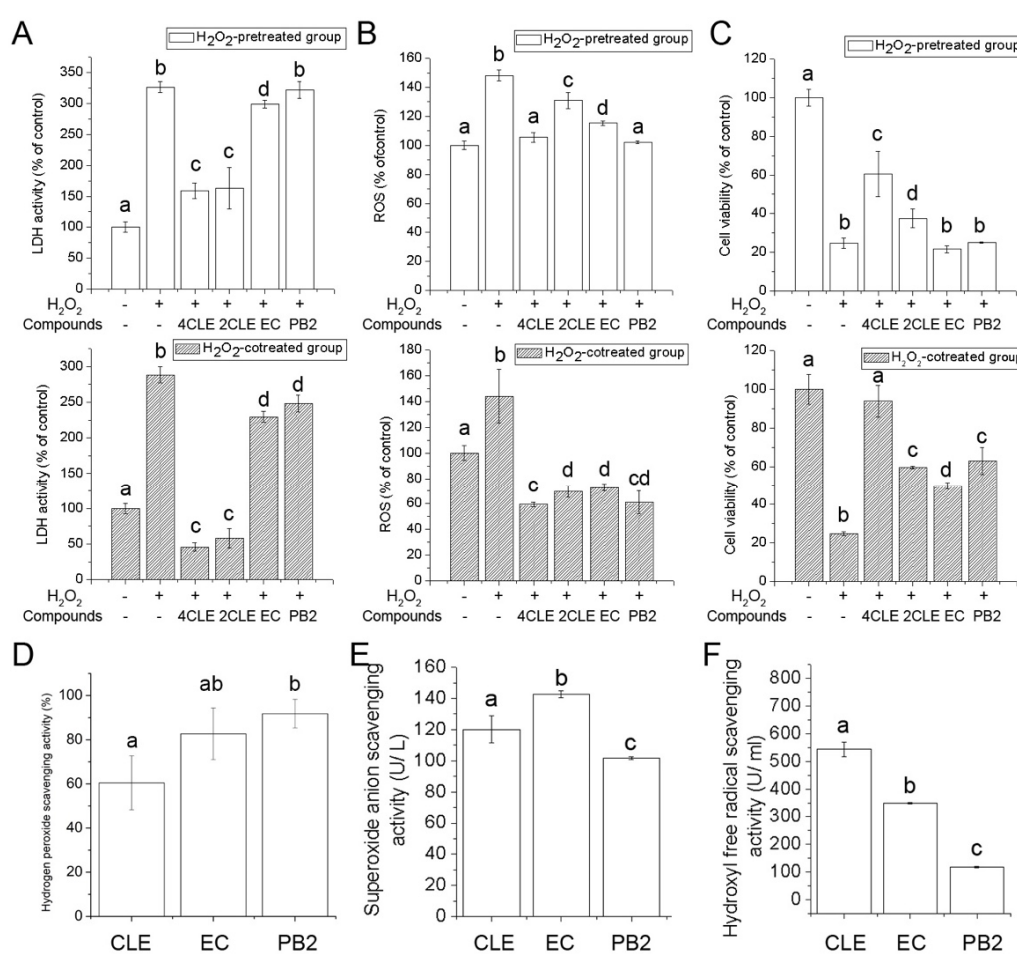 A
H₂O₂-pretreated group
LDH activity (% of control)
350
300
250
200
150
100
50
0
a
b
c
c
d
b
H₂O₂ - + + + + +
Compounds - - 4CLE 2CLE EC PB2
B
H₂O₂-pretreated group
ROS (% ofcontrol)
160
140
120
100
80
60
40
20
0
a
b
a
c
d
a
H₂O₂ - + + + + +
Compounds - - 4CLE 2CLE EC PB2
C
H₂O₂-pretreated group
Cell viability (% of control)
120
100
80
60
40
20
0
a
b
c
d
b
b
H₂O₂ - + + + + +
Compounds - - 4CLE 2CLE EC PB2
H₂O₂-cotreated group
LDH activity (% of control)
300
250
200
150
100
50
0
a
b
c
c
d
d
H₂O₂ - + + + + +
Compounds - - 4CLE 2CLE EC PB2
H₂O₂-cotreated group
ROS (% of control)
180
160
140
120
100
80
60
40
20
0
a
b
c
d
d
cd
H₂O₂ - + + + + +
Compounds - - 4CLE 2CLE EC PB2
H₂O₂-cotreated group
Cell viability (% of control)
120
100
80
60
40
20
0
a
b
a
c
d
c
H₂O₂ - + + + + +
Compounds - - 4CLE 2CLE EC PB2
D
Hydrogen peroxide scavenging activity (%)
100
80
60
40
20
0
a
ab
b
CLE EC PB2
E
Superoxide anion scavenging
activity (U/ L)
160
140
120
100
80
60
40
20
0
a
b
c
CLE EC PB2
F
Hydroxyl free radical scavenging
activity (U/ ml)
900
800
700
600
500
400
300
200
100
0
a
b
c
CLE EC PB2